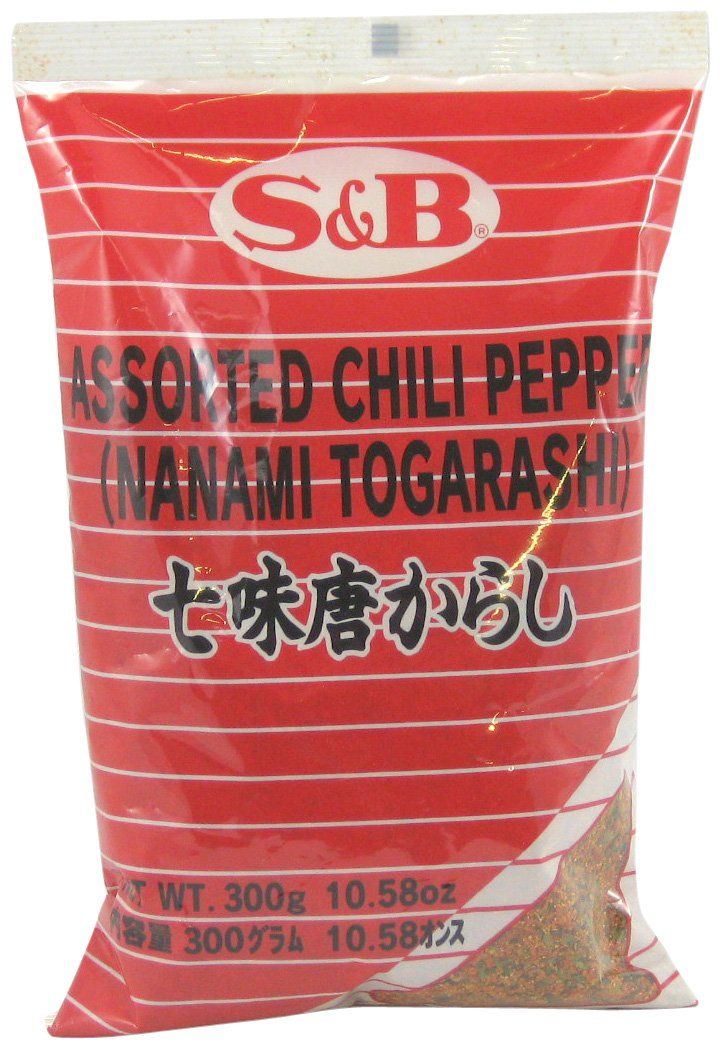 S&B®
ASSORTED CHILI PEPPER
(NANAMI TOGARASHI)
七味唐からし
WT. 300g 10.58oz
内容量 300グラム 10.58オンス